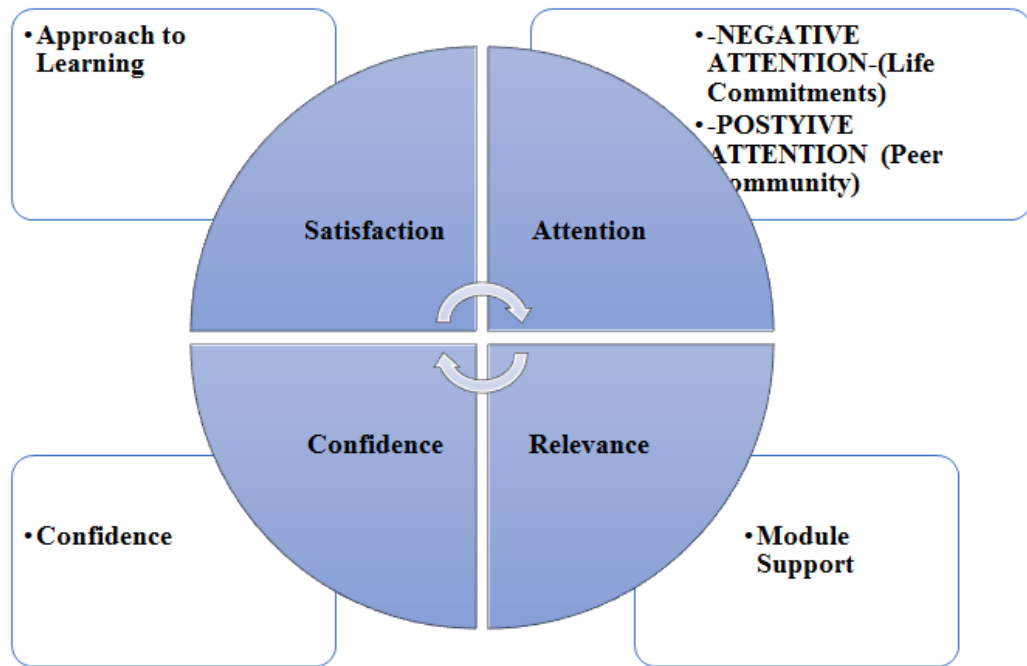 •Approach to
Learning
•-NEGATIVE
ATTENTION-(Life
Commitments)
•-POSTYIVE
ATTENTION (Peer
ommunity)
Satisfaction
Attention
Confidence
Relevance
•Confidence
•Module
Support